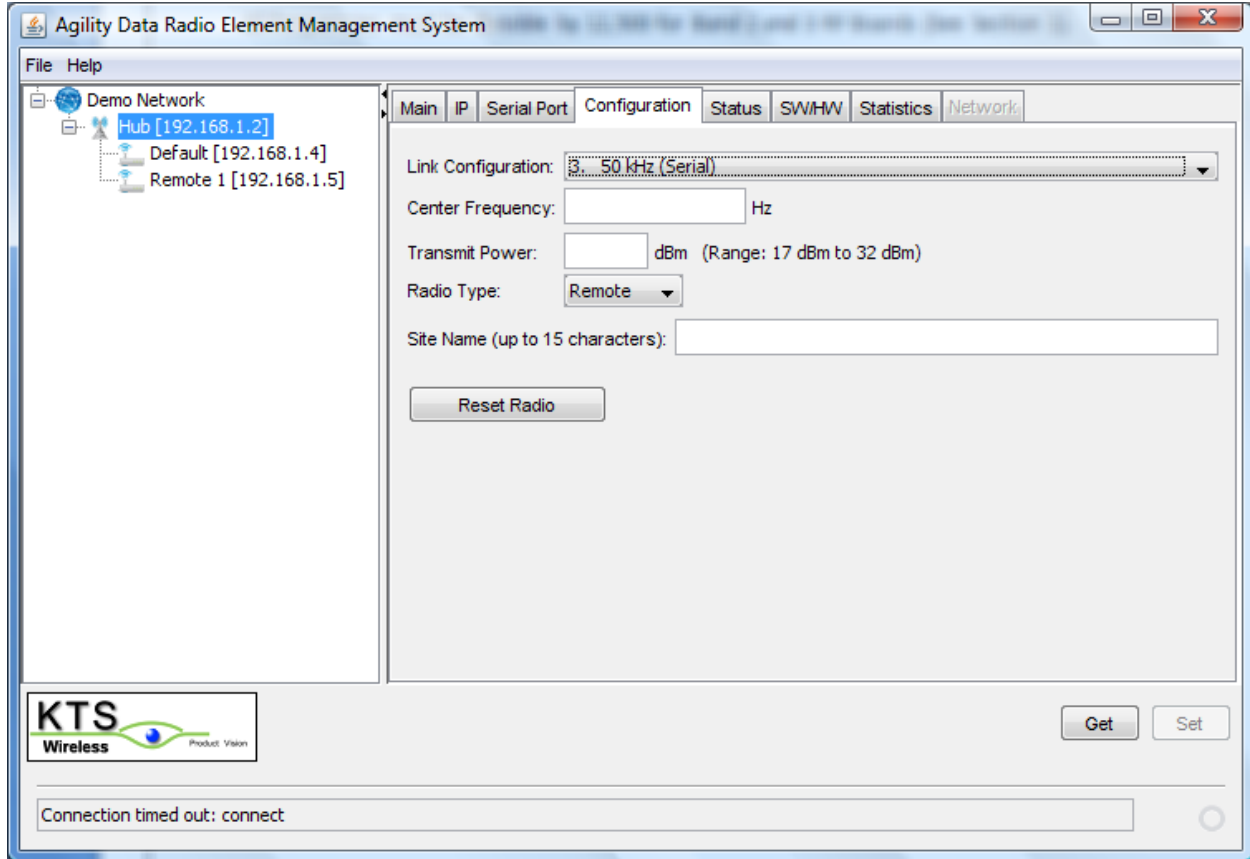 Agility Data Radio Element Management System
File Help
Demo Network
Hub [192.168.1.2]
Default [192.168.1.4]
Remote 1 [192.168.1.5]
Main IP Serial Port Configuration Status SW/HW Statistics Network
Link Configuration: 3. 50 kHz (Serial)
Center Frequency: Hz
Transmit Power: dBm (Range: 17 dBm to 32 dBm)
Radio Type: Remote
Site Name (up to 15 characters):
Reset Radio
KTS
Wireless Product Vision
Get Set
Connection timed out: connect